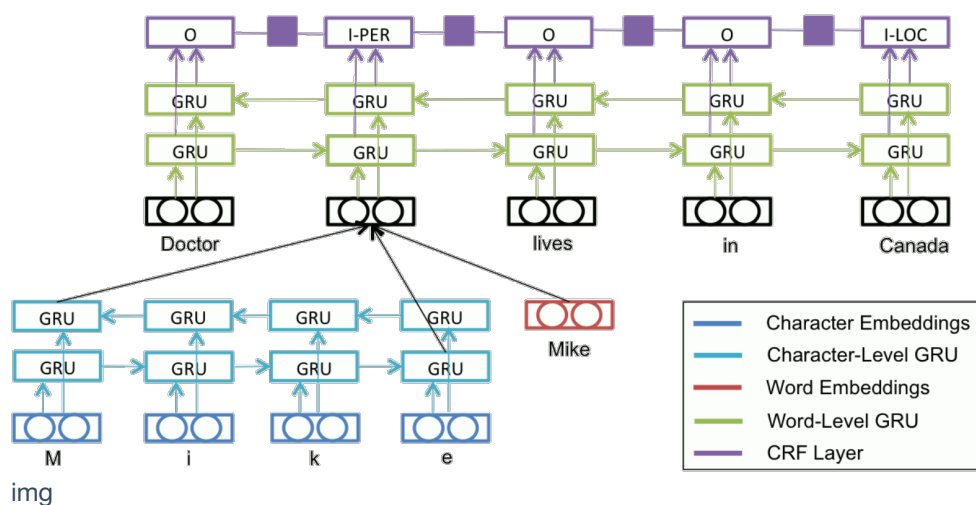 O I-PER O O I-LOC
GRU GRU GRU GRU GRU
GRU GRU GRU GRU GRU
Doctor lives in Canada
GRU GRU GRU GRU
GRU GRU GRU GRU
M i k e
Mike
Character Embeddings
Character-Level GRU
Word Embeddings
Word-Level GRU
CRF Layer
img